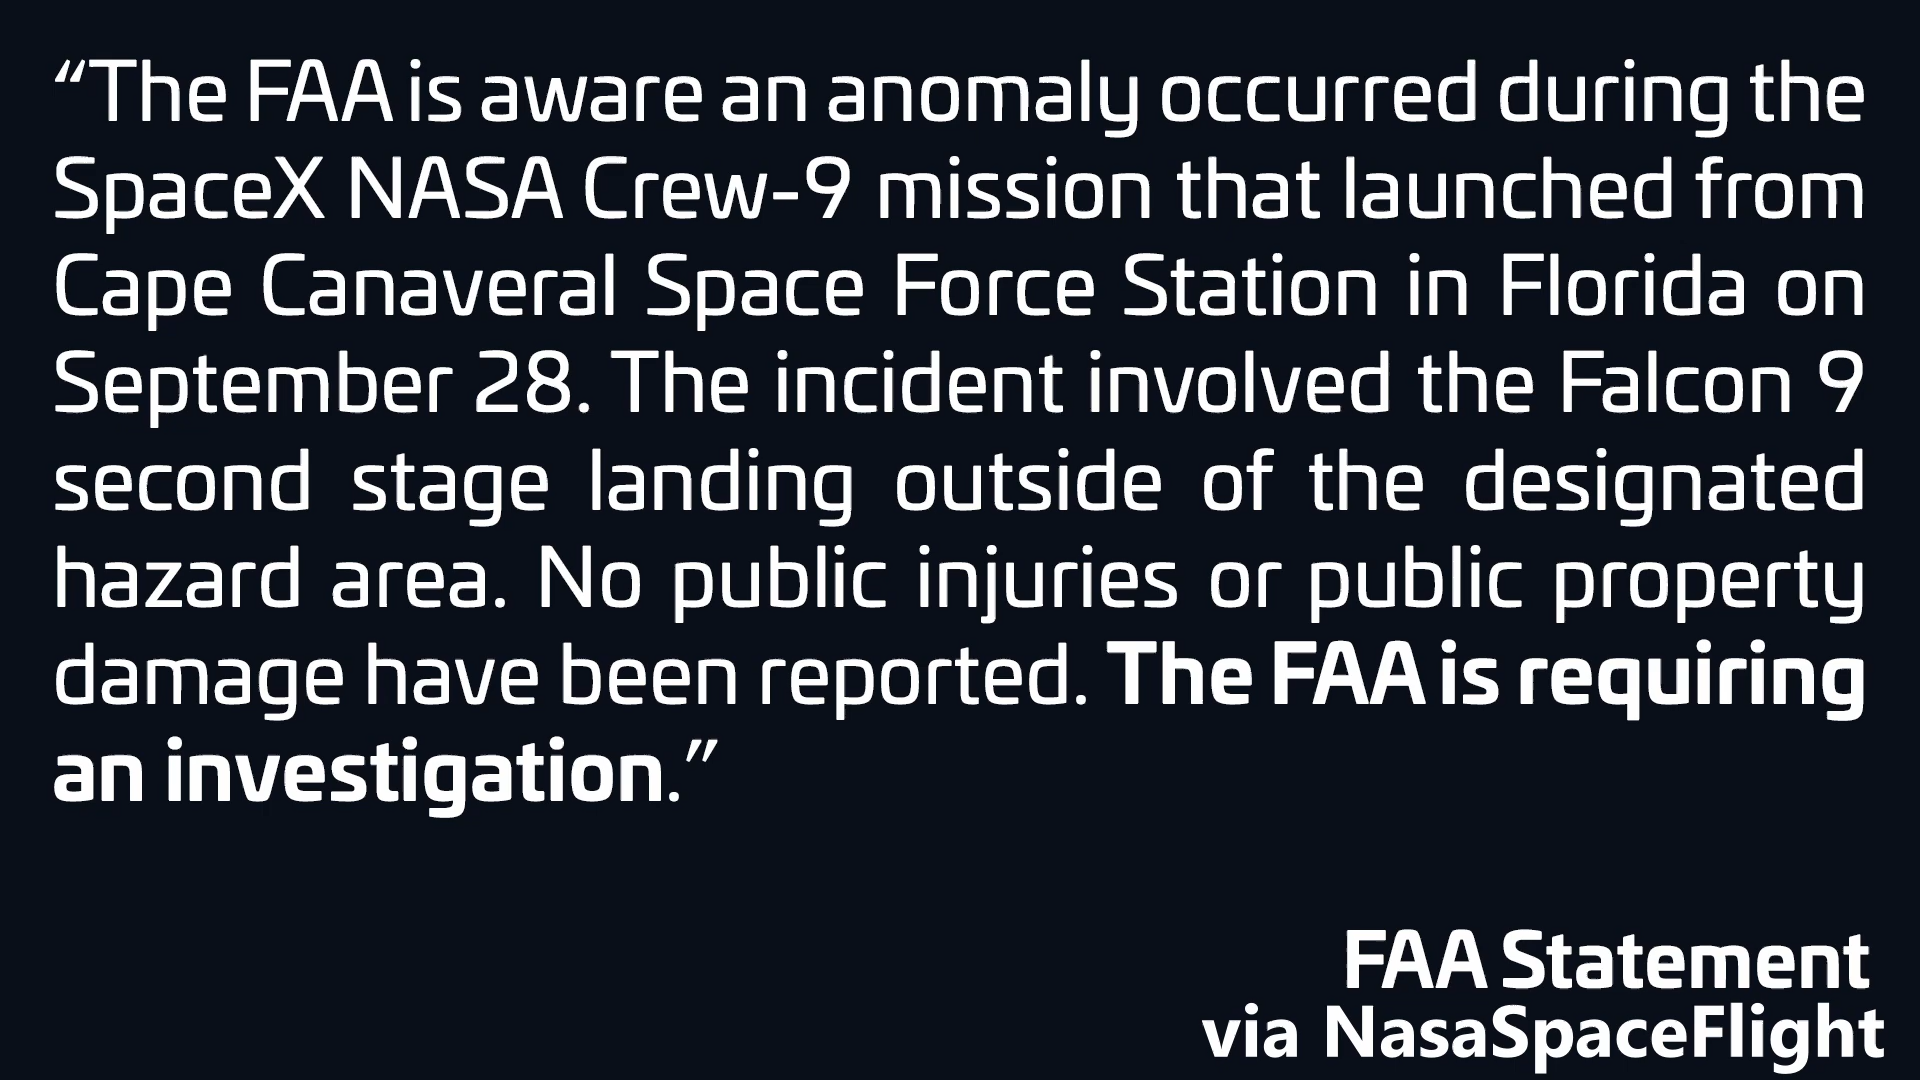 “The FAA is aware an anomaly occurred during the
SpaceX NASA Crew-9 mission that launched from
Cape Canaveral Space Force Station in Florida on
September 28. The incident involved the Falcon 9
second stage landing outside of the designated
hazard area. No public injuries or public property
damage have been reported. The FAA is requiring
an investigation.”
FAA Statement
via NasaSpaceFlight